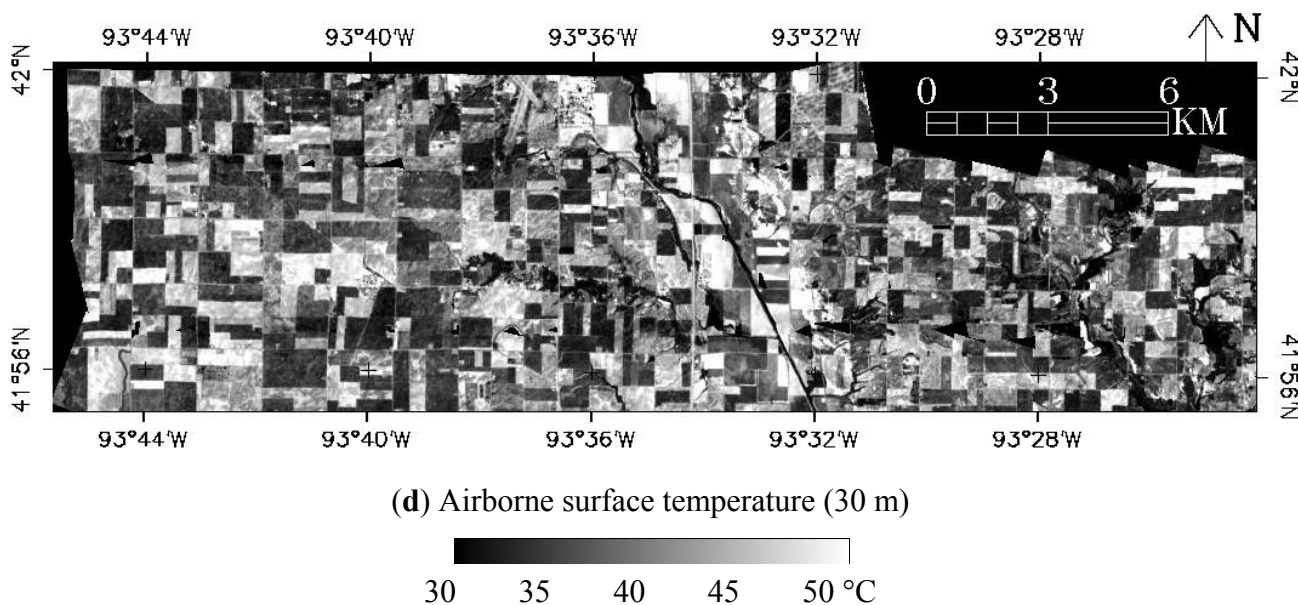 93°44'W 93°40'W 93°36'W 93°32'W 93°28'W N
42°N 42°N
0 3 6
KM
41°56'N 41°56'N
93°44'W 93°40'W 93°36'W 93°32'W 93°28'W
(d) Airborne surface temperature (30 m)
30 35 40 45 50 °C